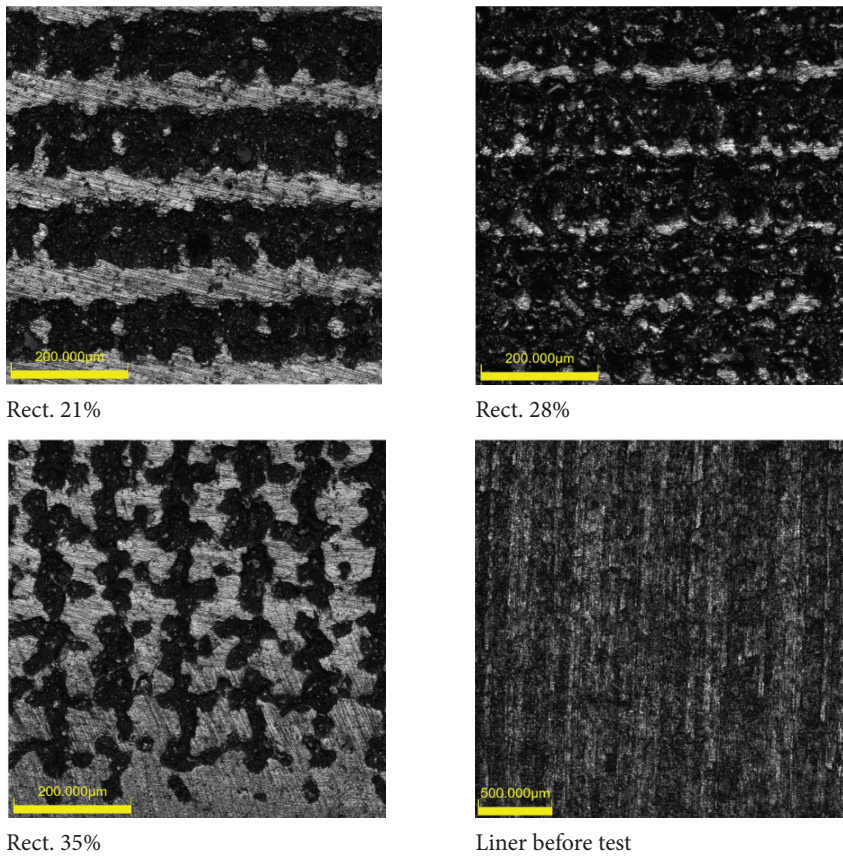 200.000µm
200.000µm
Rect. 21%
Rect. 28%
200.000µm
500.000µm
Rect. 35%
Liner before test